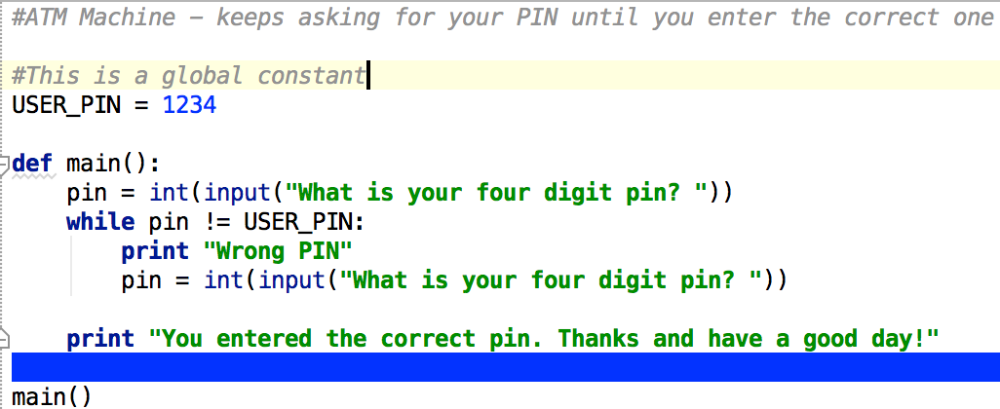 #ATM Machine – keeps asking for your PIN until you enter the correct one
#This is a global constant
USER_PIN = 1234
def main():
    pin = int(input("What is your four digit pin? "))
    while pin != USER_PIN:
        print "Wrong PIN"
        pin = int(input("What is your four digit pin? "))
    print "You entered the correct pin. Thanks and have a good day!"
main()